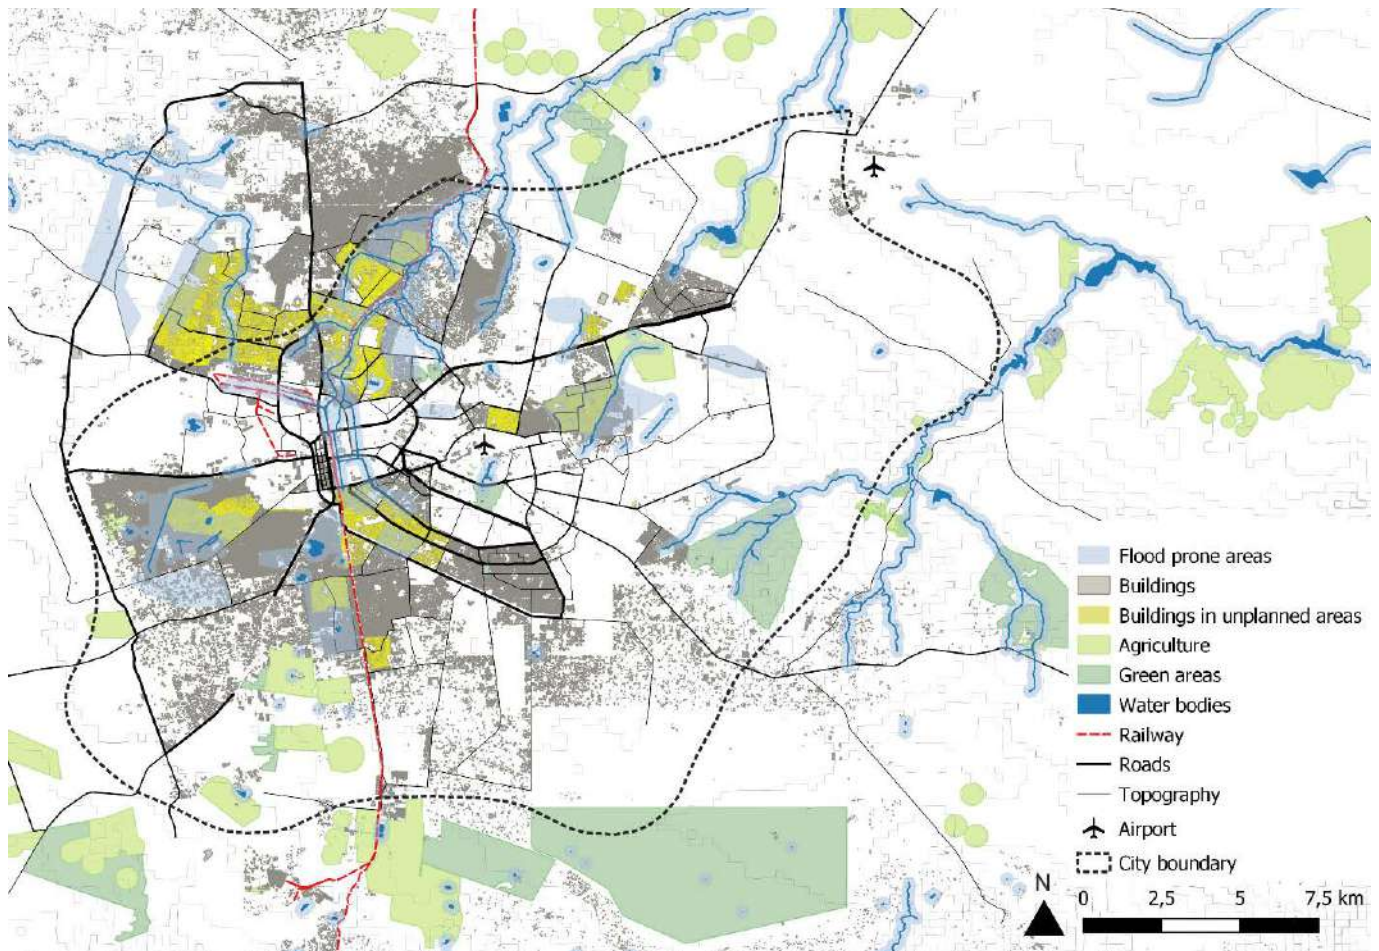 Flood prone areas
Buildings
Buildings in unplanned areas
Agriculture
Green areas
Water bodies
Railway
Roads
Topography
Airport
City boundary
N
0 2,5 5 7,5 km